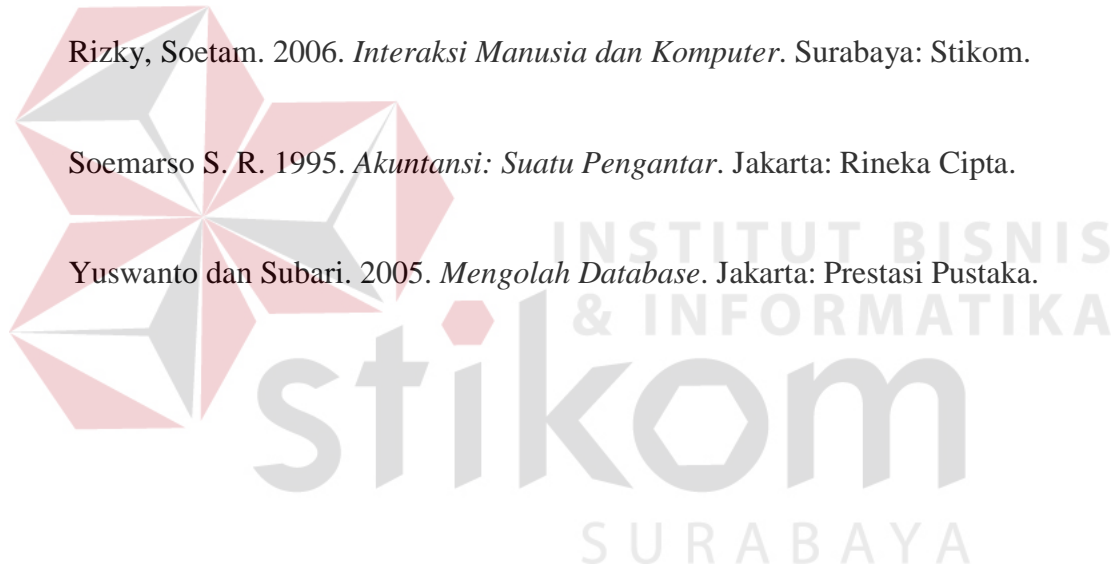 Rizky, Soetam. 2006. Interaksi Manusia dan Komputer. Surabaya: Stikom.
Soemarso S. R. 1995. Akuntansi: Suatu Pengantar. Jakarta: Rineka Cipta.
Yuswanto dan Subari. 2005. Mengolah Database. Jakarta: Prestasi Pustaka.
INSTITUT BISNIS
& INFORMATIKA
stikom
SURABAYA